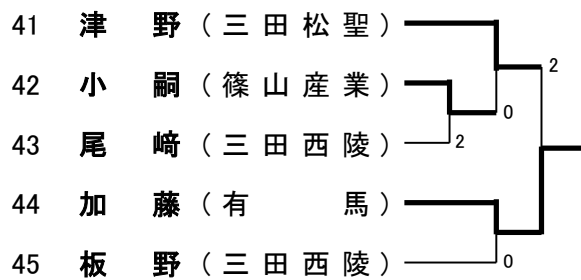 41 津 野 (三田松聖)
2
42 小 嗣 (篠山産業)
0
43 尾 﨑 (三田西陵)
2
44 加 藤 (有 馬)
45 板 野 (三田西陵)
0